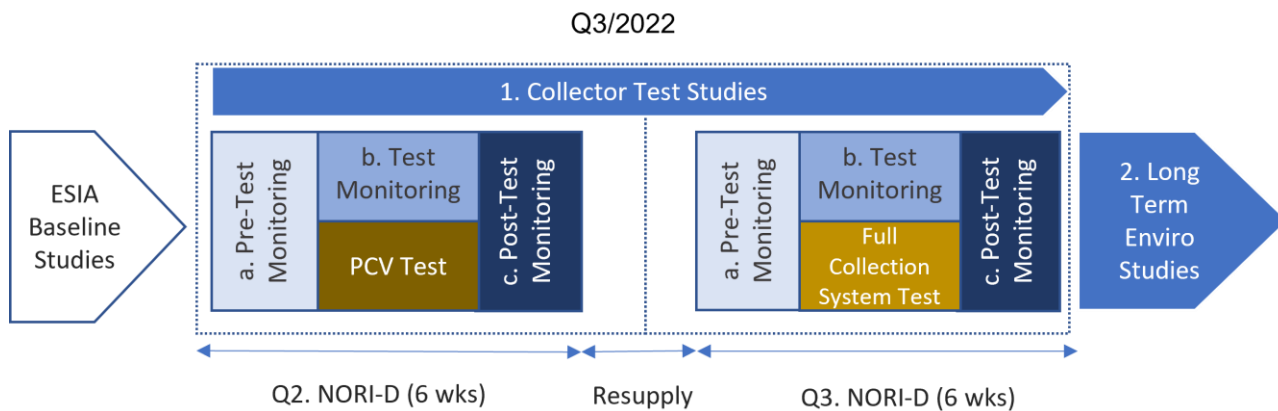 Q3/2022
1. Collector Test Studies
ESIA
Baseline
Studies
a. Pre-Test
Monitoring
b. Test
Monitoring
PCV Test
c. Post-Test
Monitoring
a. Pre-Test
Monitoring
b. Test
Monitoring
Full
Collection
System Test
c. Post-Test
Monitoring
2. Long
Term
Enviro
Studies
Q2. NORI-D (6 wks)
Resupply
Q3. NORI-D (6 wks)